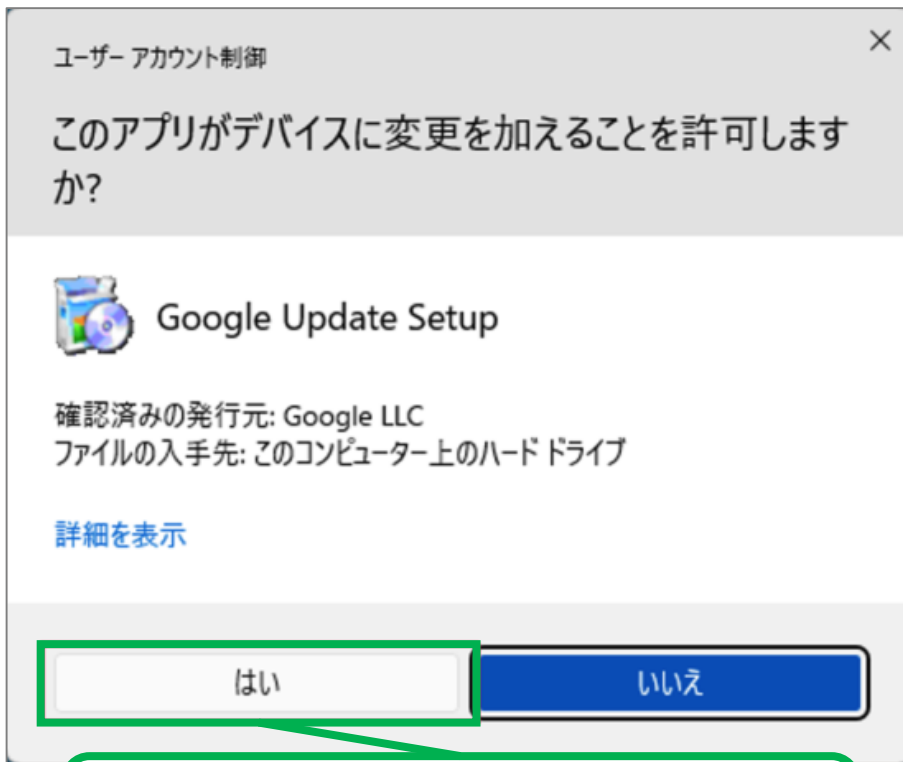 ユーザー アカウント制御
このアプリがデバイスに変更を加えることを許可します
か?
Google Update Setup
確認済みの発行元: Google LLC
ファイルの入手先: このコンピューター上のハード ドライブ
詳細を表示
はい
いいえ